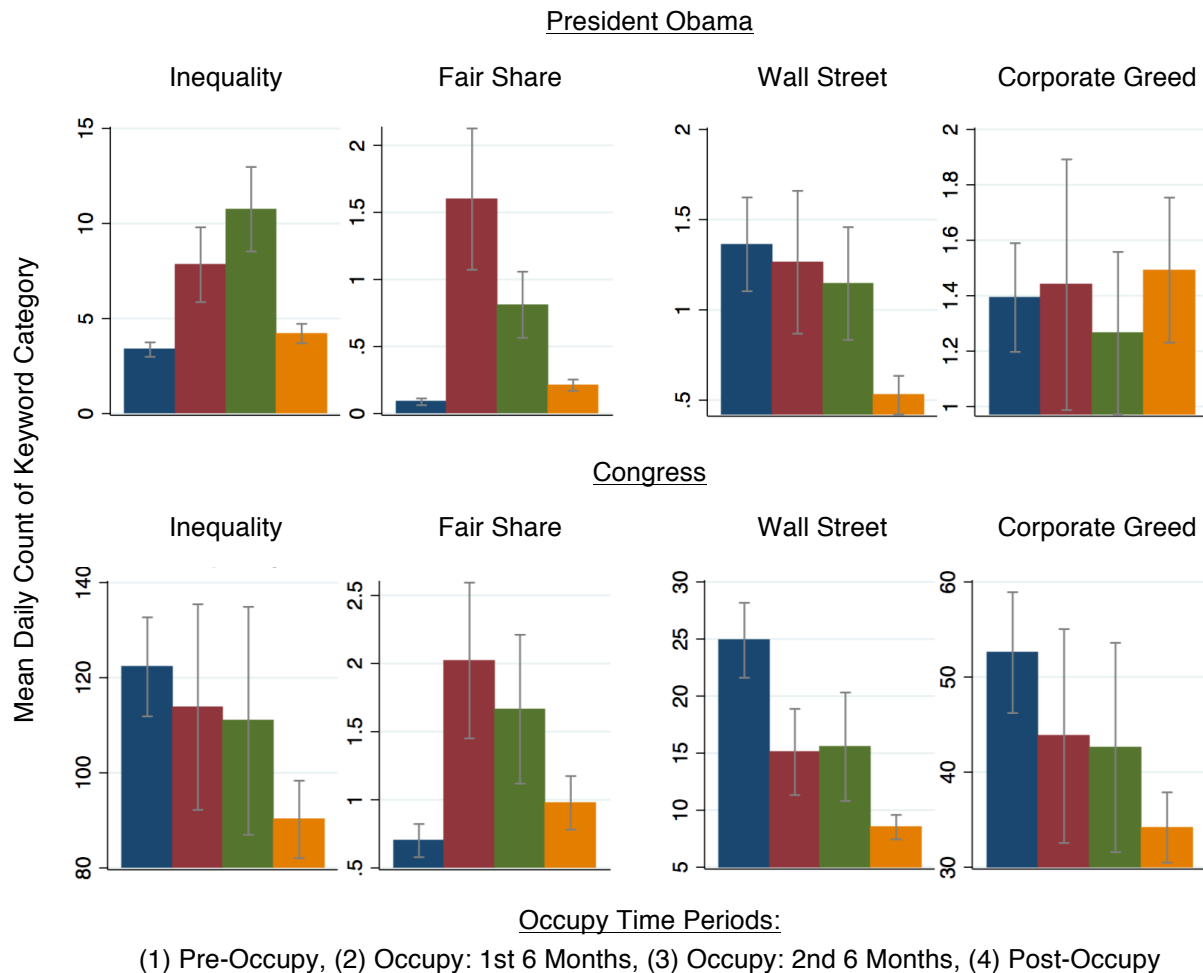 President Obama
Inequality Fair Share Wall Street Corporate Greed
Mean Daily Count of Keyword Category
0 5 10 15
0 .5 1 1.5 2
.5 1 1.5 2
1 1.2 1.4 1.6 1.8 2
Congress
Inequality Fair Share Wall Street Corporate Greed
80 100 120 140
.5 1 1.5 2 2.5
5 10 15 20 25 30
30 40 50 60
Occupy Time Periods:
(1) Pre-Occupy, (2) Occupy: 1st 6 Months, (3) Occupy: 2nd 6 Months, (4) Post-Occupy